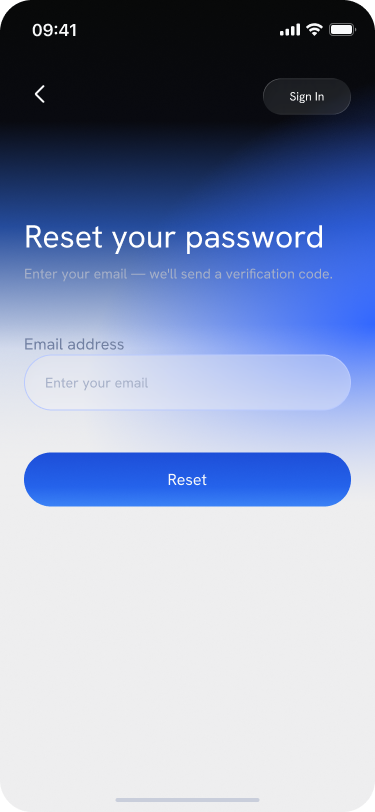 09:41
Sign In
Reset your password
Enter your email — we'll send a verification code.
Email address
Enter your email
Reset